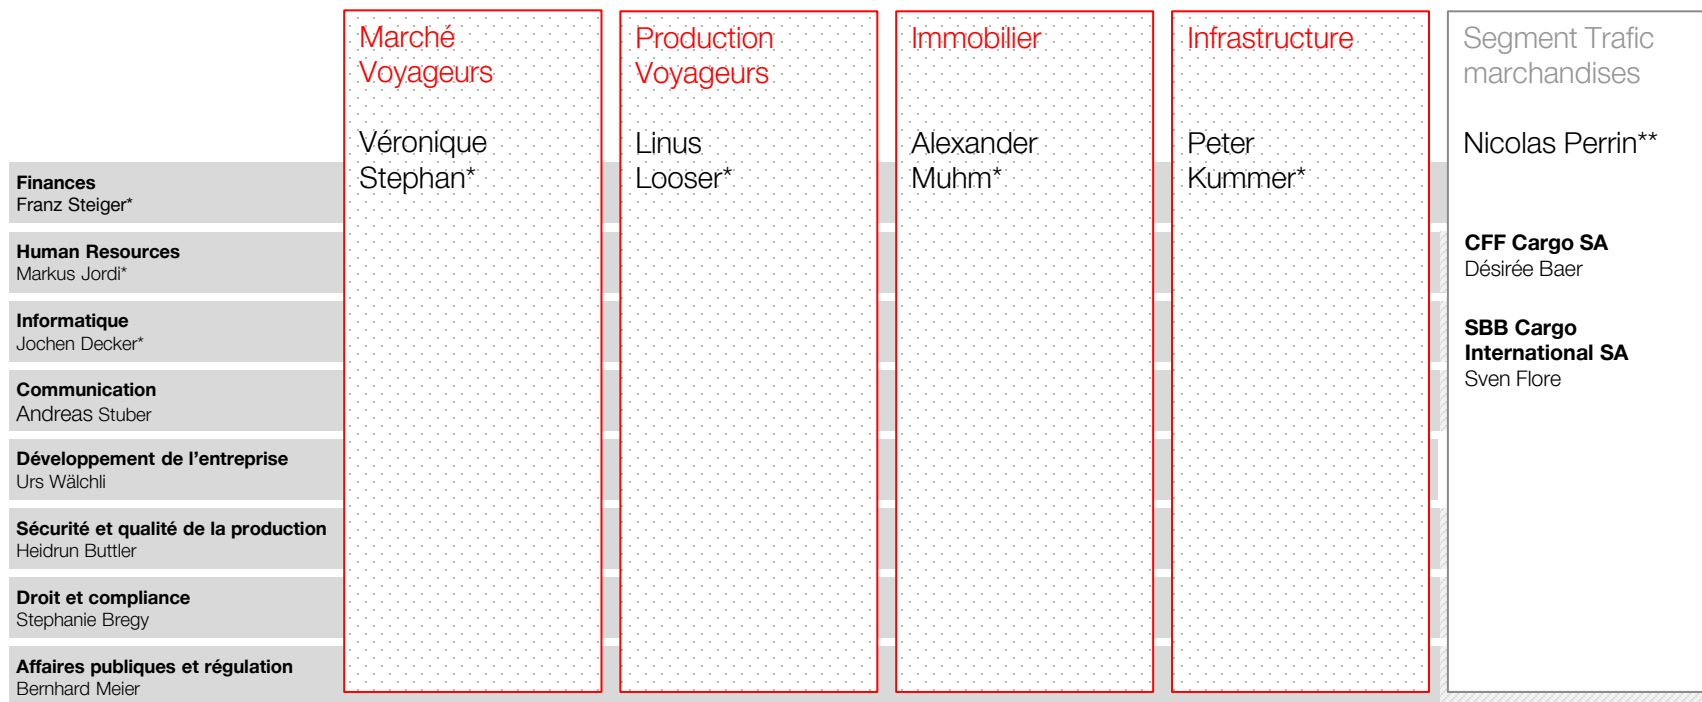 Marché
Voyageurs
Véronique
Stephan*
Production
Voyageurs
Linus
Looser*
Immobilier
Alexander
Muhm*
Infrastructure
Peter
Kummer*
Segment Trafic
marchandises
Nicolas Perrin**
CFF Cargo SA
Désirée Baer
SBB Cargo
International SA
Sven Flore
Finances
Franz Steiger*
Human Resources
Markus Jordi*
Informatique
Jochen Decker*
Communication
Andreas Stuber
Développement de l’entreprise
Urs Wälchli
Sécurité et qualité de la production
Heidrun Buttler
Droit et compliance
Stephanie Bregy
Affaires publiques et régulation
Bernhard Meier